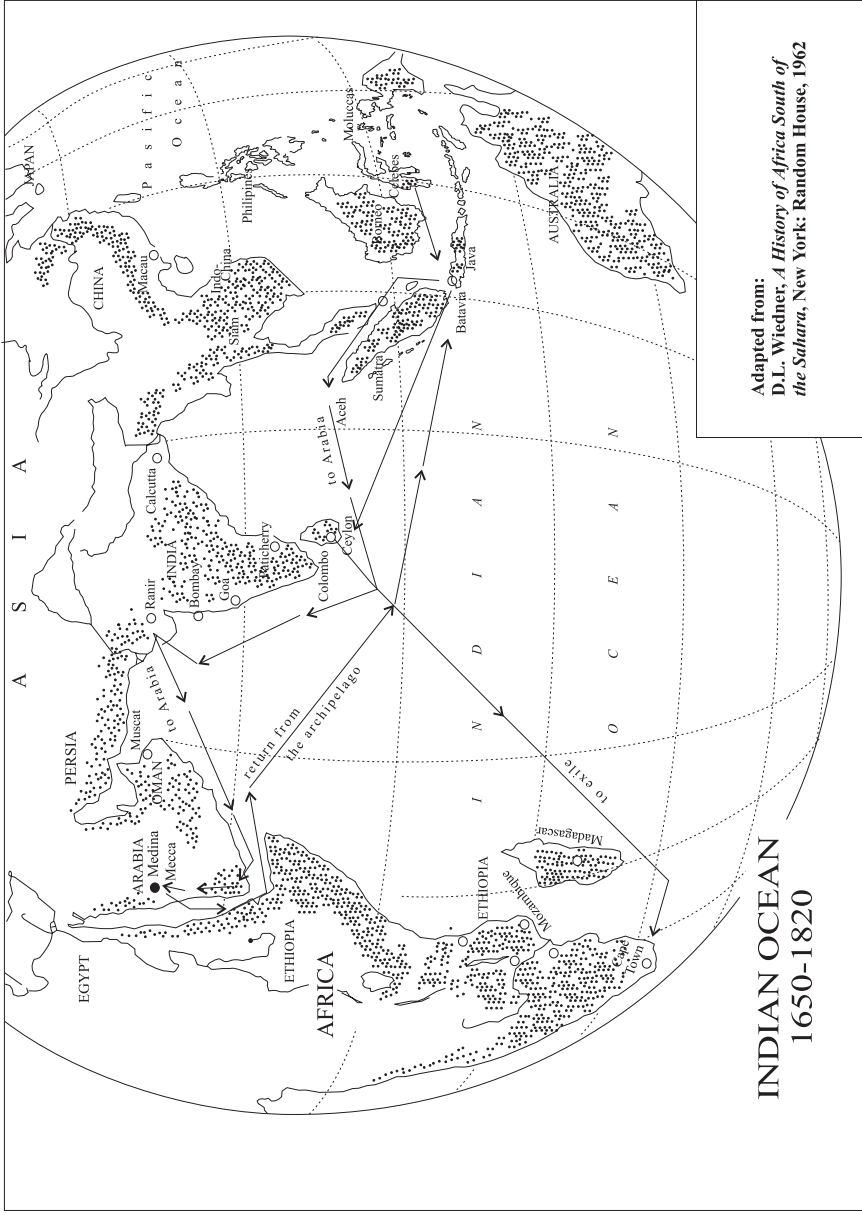 A S I A
JAPAN
CHINA
Pasific
Ocean
Macau
Indo-
China
Siam
Philipines
Moluccas
Celebes
Borneo
Java
Batavia
Sumatra
Aceh
AUSTRALIA
Calcutta
INDIA
Ranir
Bombay
Goa
Colombo
Ceylon
PERSIA
Muscat
OMAN
ARABIA
Medina
Mecca
EGYPT
ETHIOPIA
AFRICA
ETHIOPIA
Mozambique
Madagascar
Cape
Town
to Arabia
to Arabia
return from
the archipelago
to exile
I N D I A N
O C E A N
INDIAN OCEAN
1650-1820
Adapted from:
D.L. Wiedner, A History of Africa South of
the Sahara, New York: Random House, 1962